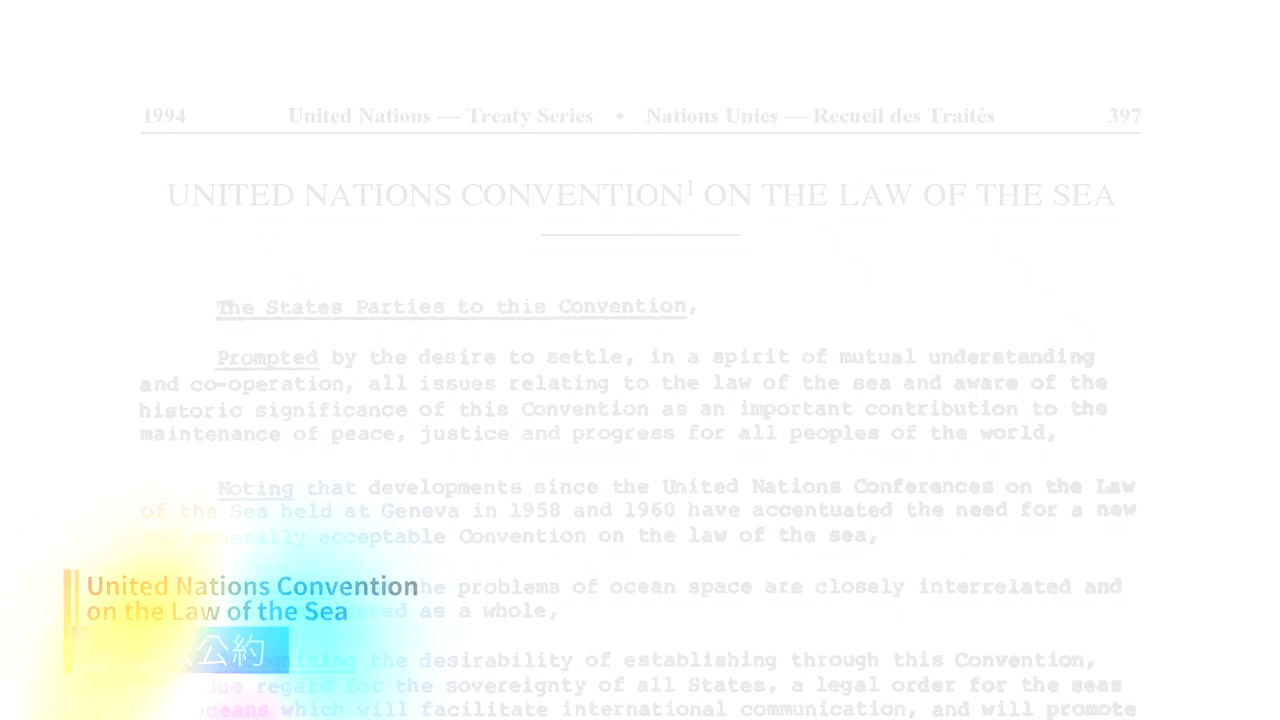 1994 United Nations — Treaty Series • Nations Unies — Recueil des Traités 397
UNITED NATIONS CONVENTION¹ ON THE LAW OF THE SEA
The States Parties to this Convention,
Prompted by the desire to settle, in a spirit of mutual understanding
and co-operation, all issues relating to the law of the sea and aware of the
historic significance of this Convention as an important contribution to the
maintenance of peace, justice and progress for all peoples of the world,
Noting that developments since the United Nations Conferences on the Law
of the Sea held at Geneva in 1958 and 1960 have accentuated the need for a new
and generally acceptable Convention on the law of the sea,
the problems of ocean space are closely interrelated and
as a whole,
the desirability of establishing through this Convention,
due regard for the sovereignty of all States, a legal order for the seas
oceans which will facilitate international communication, and will promote
United Nations Convention
on the Law of the Sea
法公約